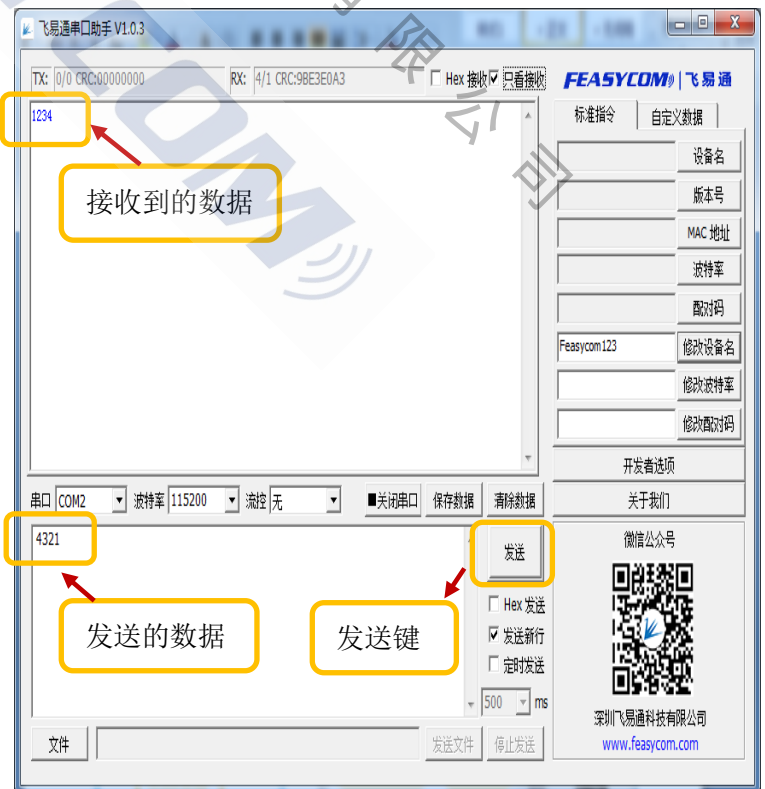 飞易通串口助手 V1.0.3
TX: 0/0 CRC:00000000
RX: 4/1 CRC:9BE3E0A3
Hex 接收
只看接收
FEASYCOM 飞易通
1234
接收到的数据
标准指令
自定义数据
设备名
版本号
MAC 地址
波特率
配对码
Feasycom123
修改设备名
修改波特率
修改配对码
开发者选项
关于我们
串口 COM2
波特率 115200
流控 无
■关闭串口
保存数据
清除数据
4321
发送
发送的数据
发送键
Hex 发送
发送新行
定时发送
500 ms
文件
发送文件
停止发送
微信公众号
深圳飞易通科技有限公司
www.feasycom.com
COM
有限公司